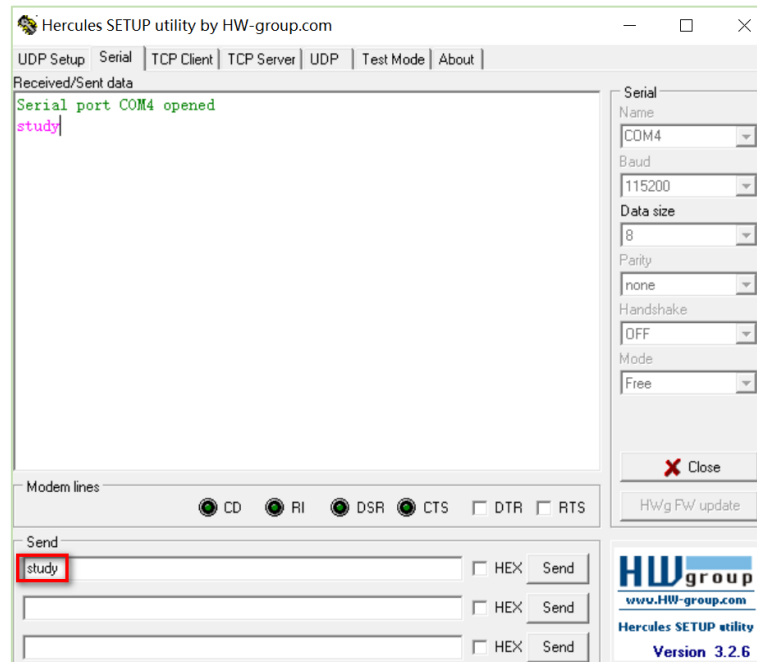 Hercules SETUP utility by HW-group.com
UDP Setup Serial TCP Client TCP Server UDP Test Mode About
Received/Sent data
Serial port COM4 opened
study
Serial
Name
COM4
Baud
115200
Data size
8
Parity
none
Handshake
OFF
Mode
Free
Close
HWg FW update
Modem lines
CD RI DSR CTS DTR RTS
Send
study HEX Send
HEX Send
HEX Send
HW group
www.HW-group.com
Hercules SETUP utility
Version 3.2.6